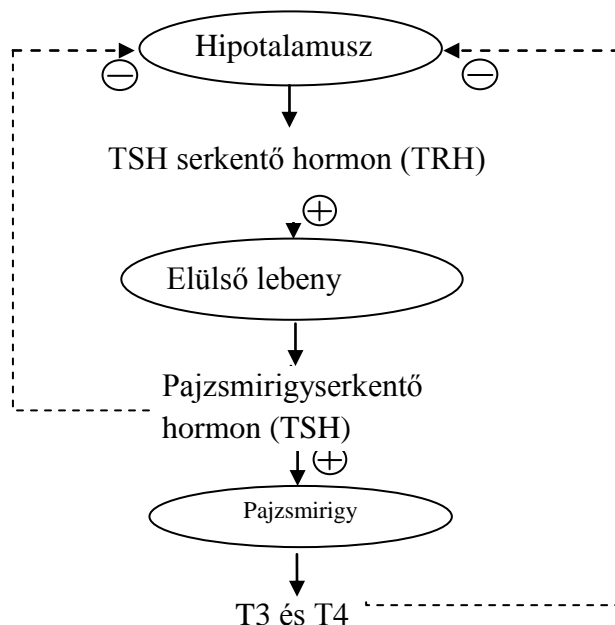 Hipotalamusz
TSH serkentő hormon (TRH)
Elülső lebeny
Pajzsmirigyserkentő
hormon (TSH)
Pajzsmirigy
T3 és T4